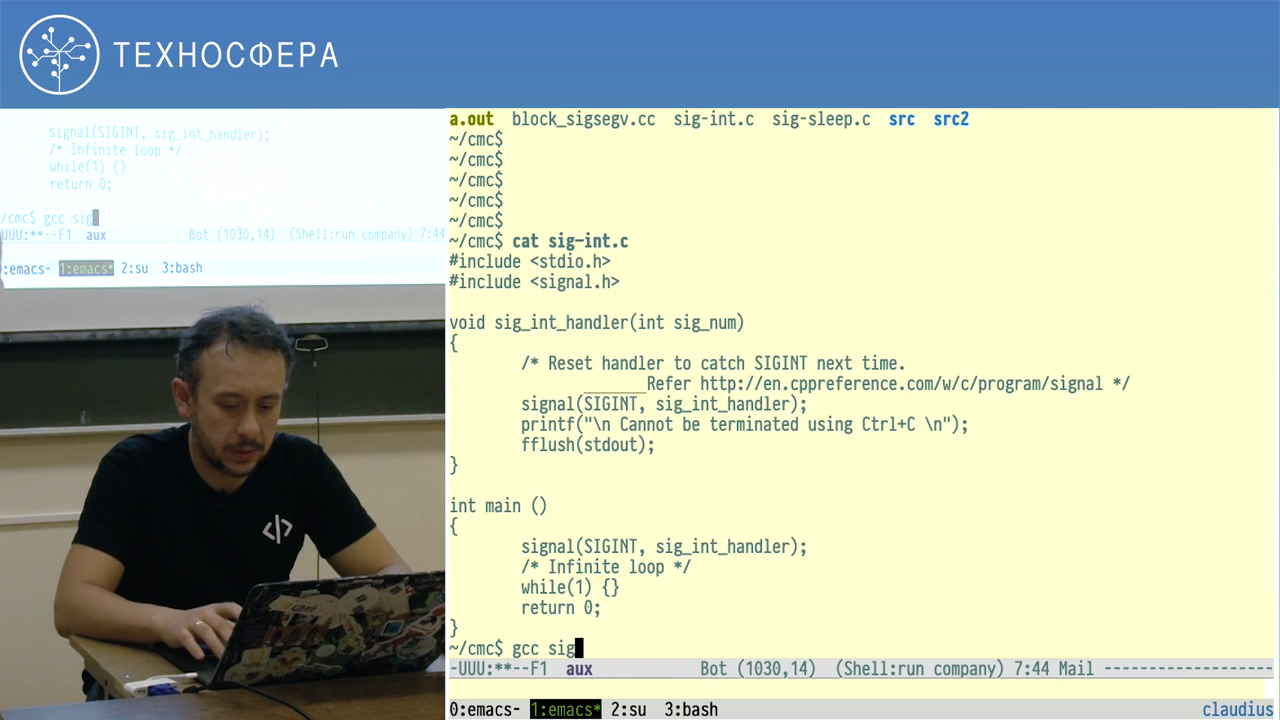 ТЕХНОСФЕРА
signal(SIGINT, sig_int_handler);
/* Infinite loop */
while(1) {}
return 0;
/cmc$ gcc sig
UUU:**--F1 aux Bot (1030,14) (Shell:run company) 7:44
:emacs- 1:emacs* 2:su 3:bash
a.out block_sigsegv.cc sig-int.c sig-sleep.c src src2
~/cmc$
~/cmc$
~/cmc$
~/cmc$
~/cmc$
~/cmc$ cat sig-int.c
#include <stdio.h>
#include <signal.h>
void sig_int_handler(int sig_num)
{
/* Reset handler to catch SIGINT next time.
______Refer http://en.cppreference.com/w/c/program/signal */
signal(SIGINT, sig_int_handler);
printf("\n Cannot be terminated using Ctrl+C \n");
fflush(stdout);
}
int main ()
{
signal(SIGINT, sig_int_handler);
/* Infinite loop */
while(1) {}
return 0;
}
~/cmc$ gcc sig
-UUU:**--F1 aux Bot (1030,14) (Shell:run company) 7:44 Mail -------------------
0:emacs- 1:emacs* 2:su 3:bash claudius